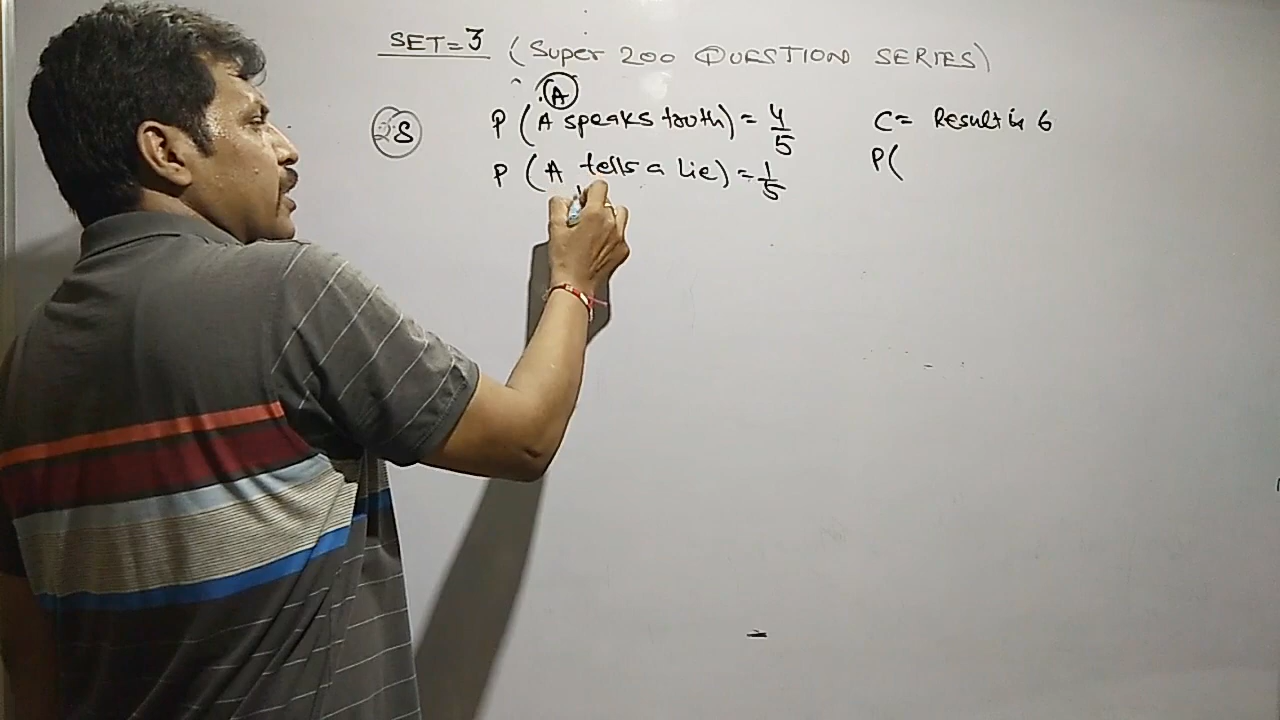 SET=3 (Super 200 QUESTION SERIES)
A
28 P (A speaks truth) = 4/5 C = Result is 6
P (A tells a lie) = 1/5 P(